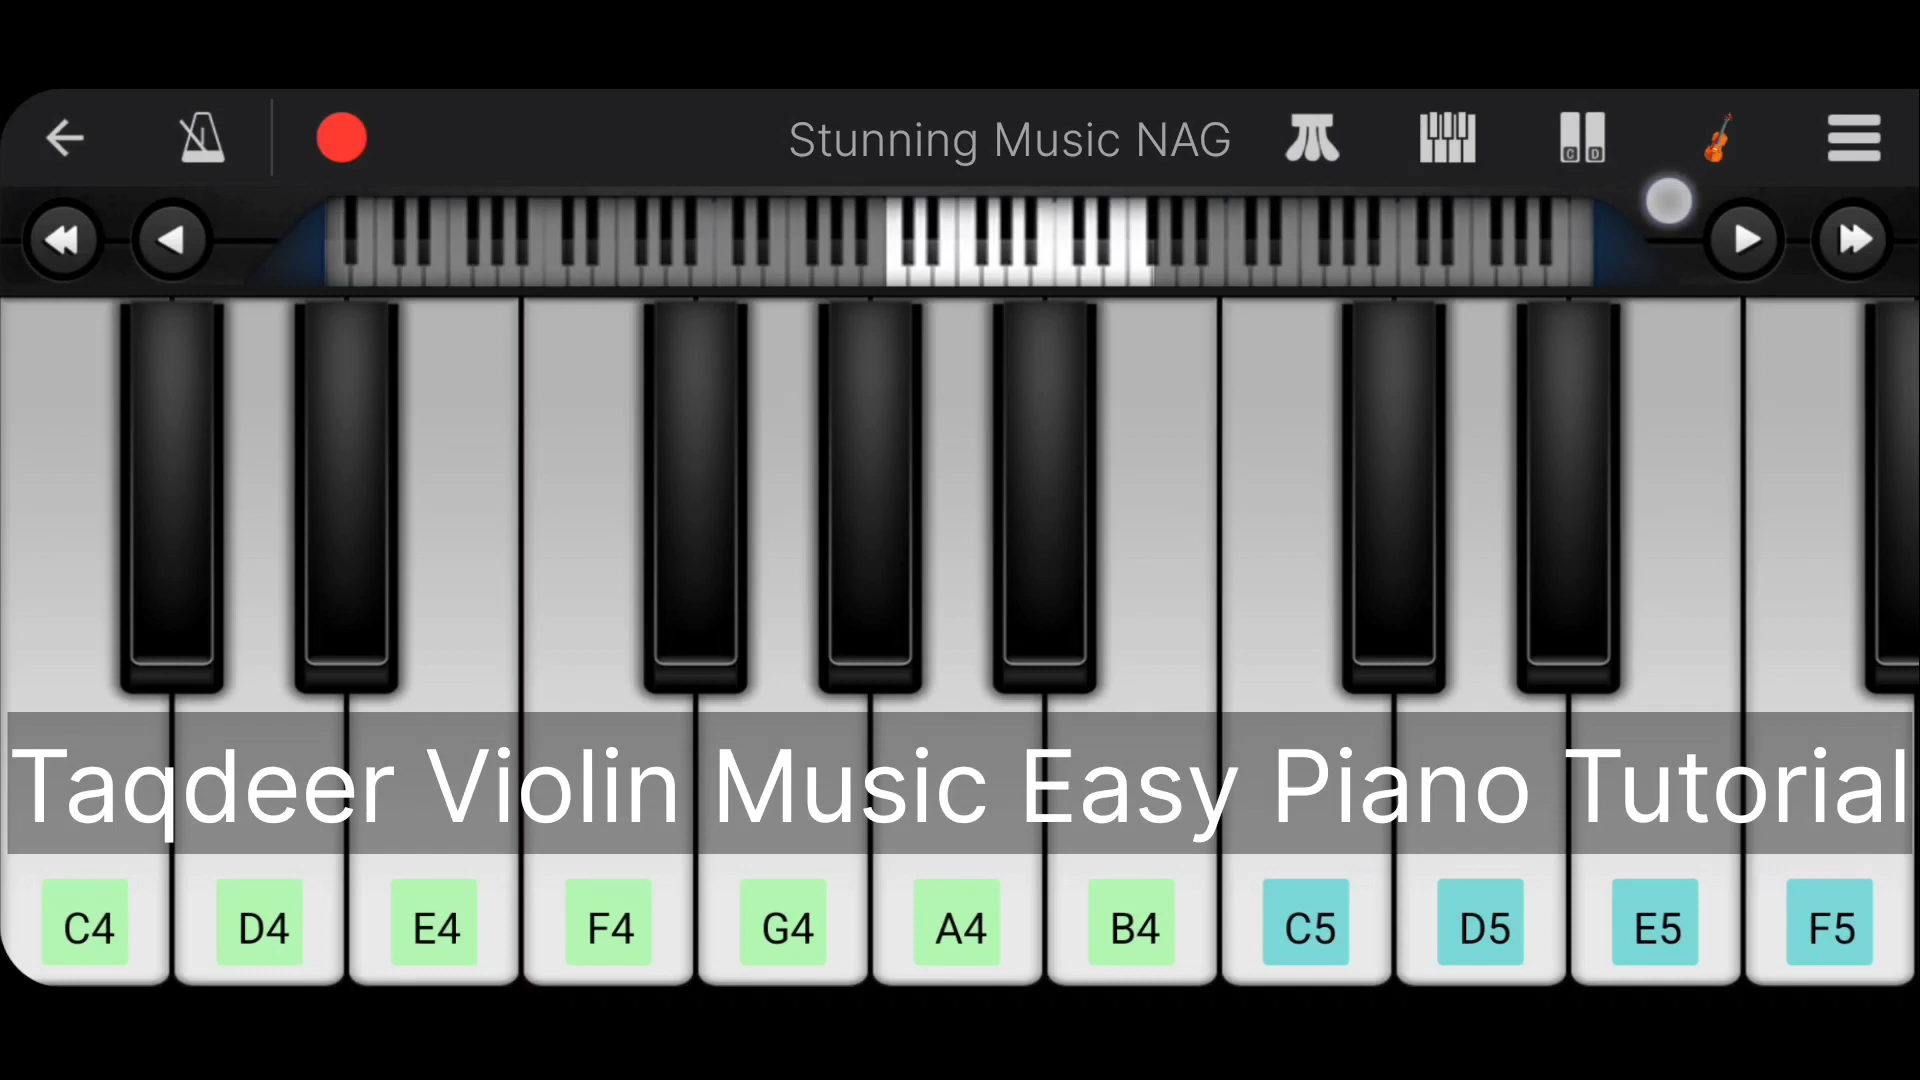 Stunning Music NAG
C D
Taqdeer Violin Music Easy Piano Tutorial
C4 D4 E4 F4 G4 A4 B4 C5 D5 E5 F5